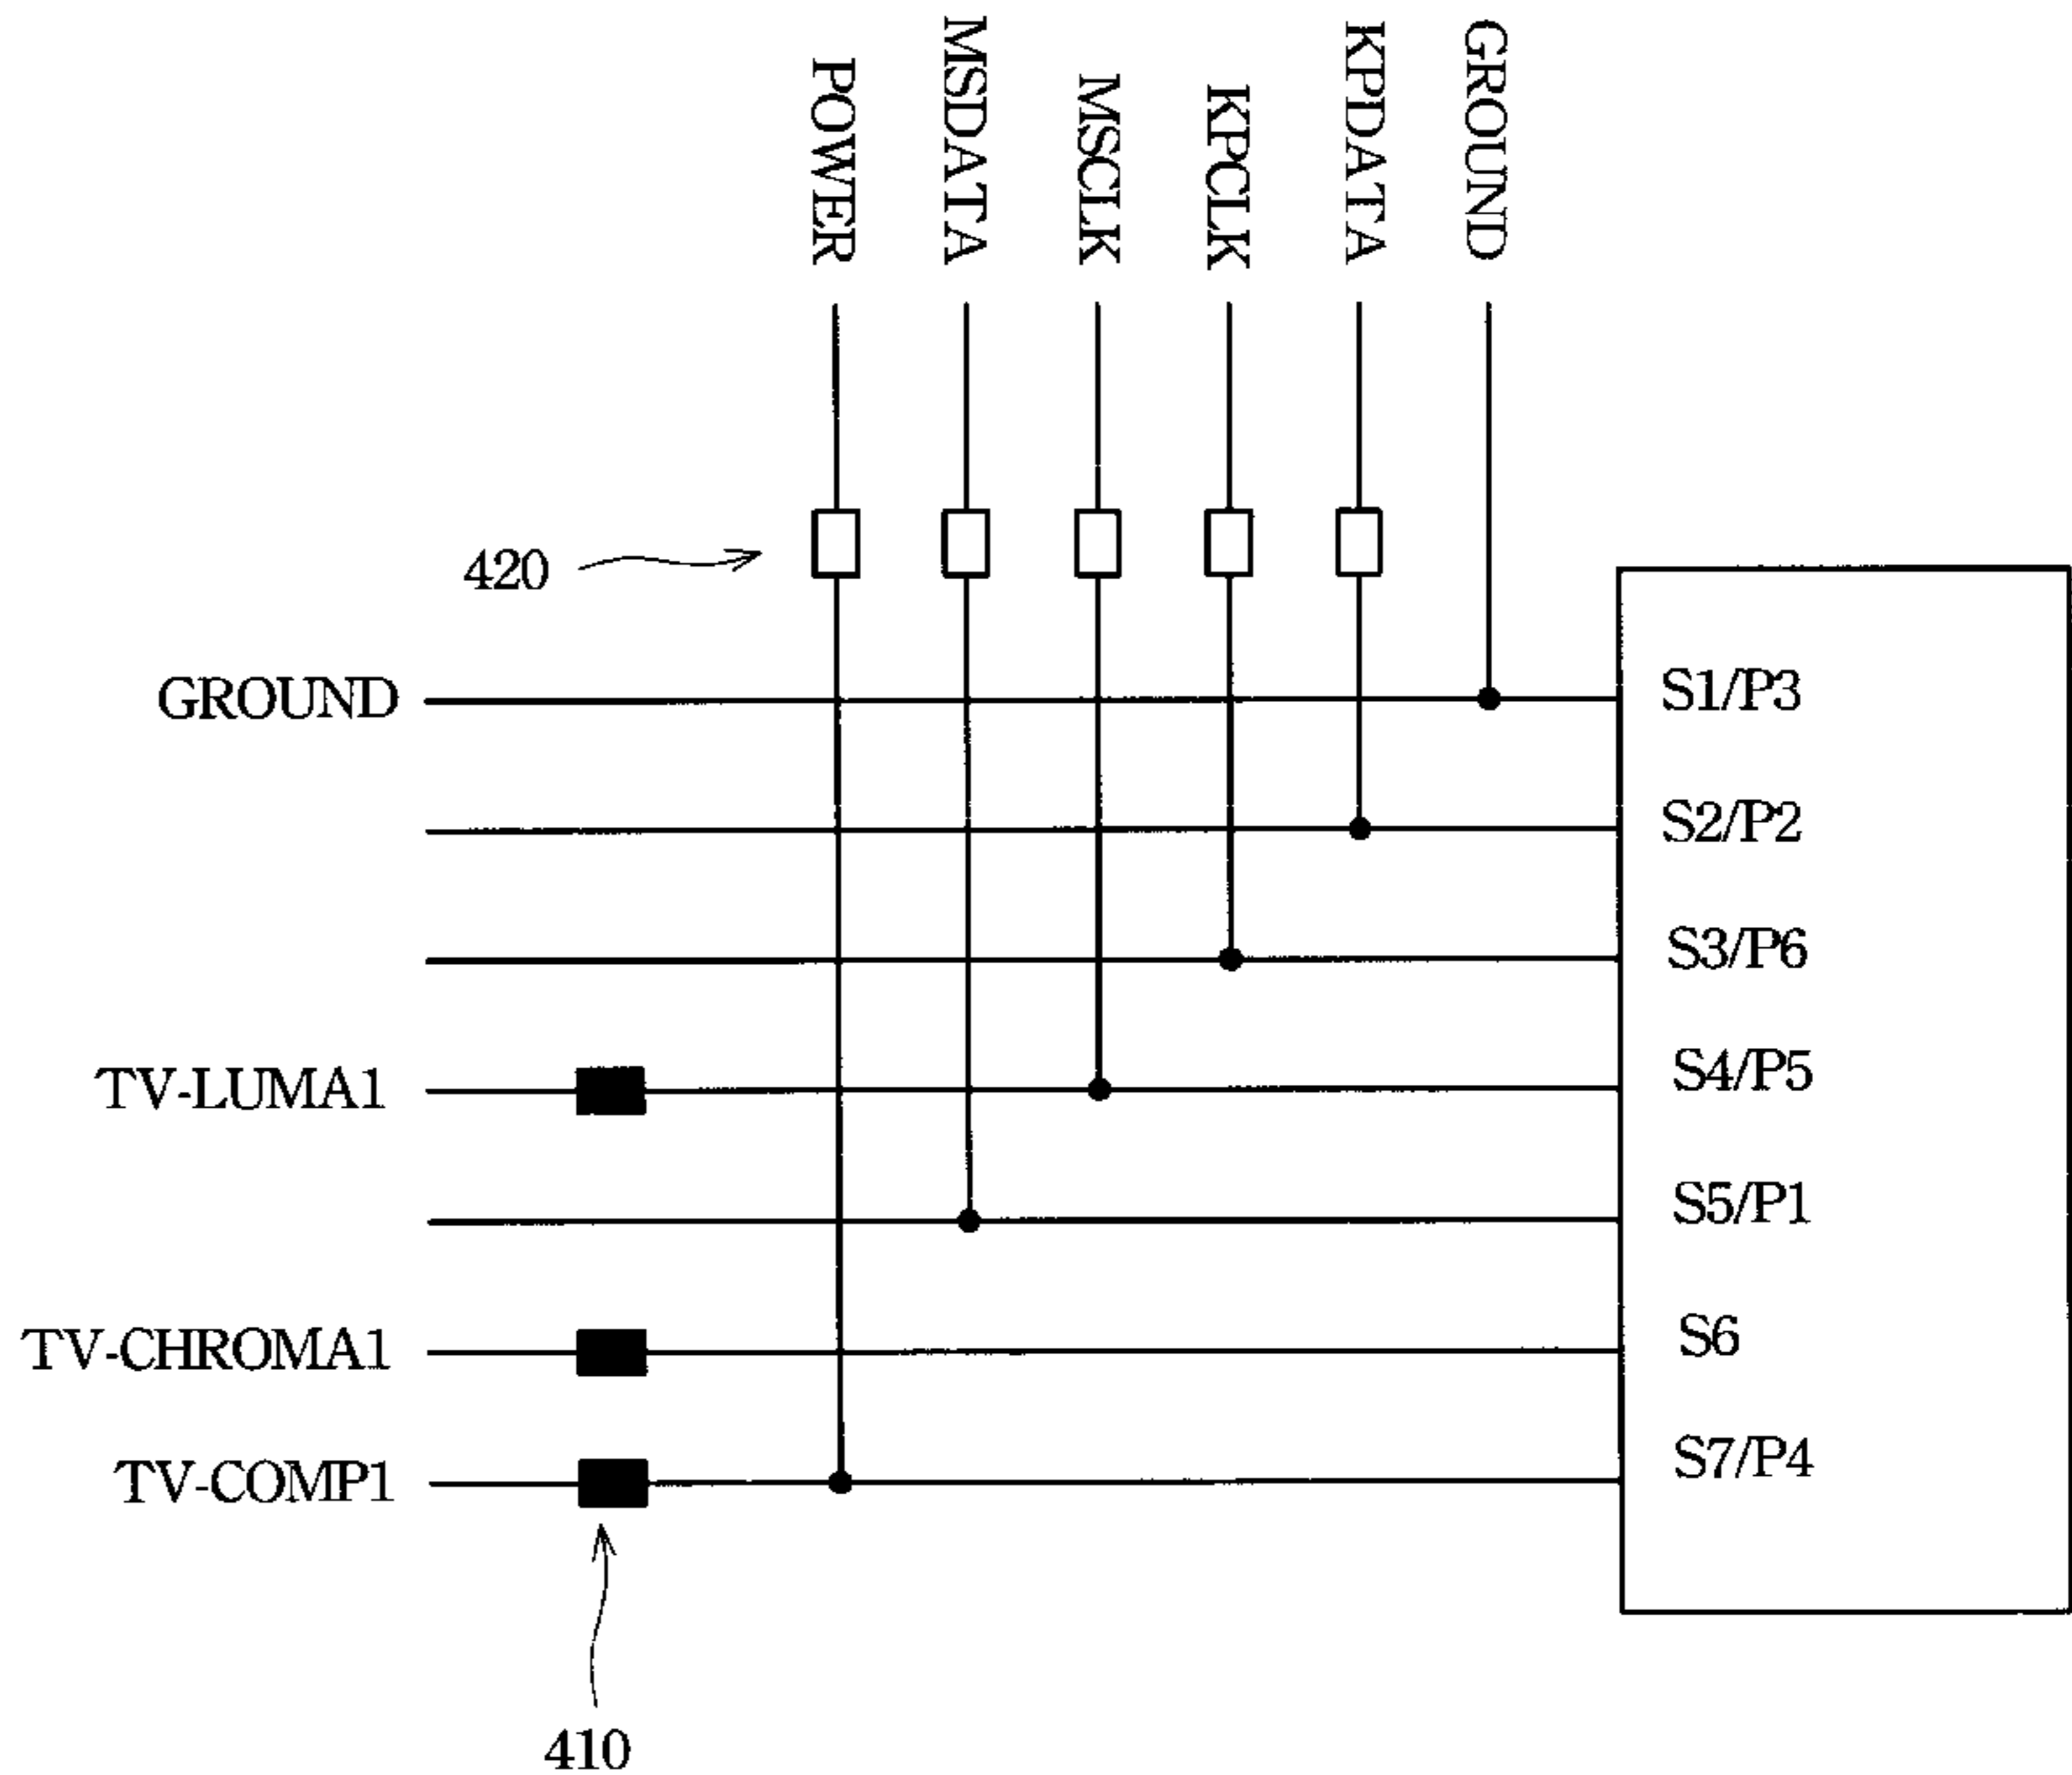 POWER
MSDATA
MSCLK
KPCLK
KPDATA
GROUND
420
GROUND
S1/P3
S2/P2
S3/P6
TV-LUMA1
S4/P5
S5/P1
TV-CHROMA1
S6
TV-COMP1
S7/P4
410